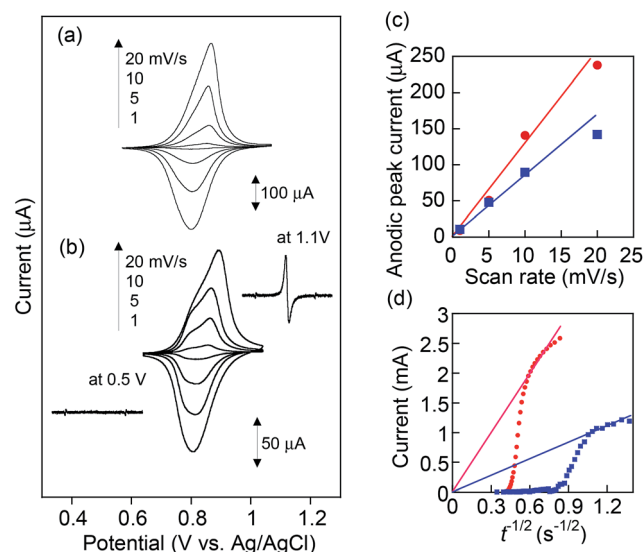 (a)
20 mV/s
10
5
1
100 µA
(b)
20 mV/s
10
5
1
at 1.1V
at 0.5 V
50 µA
Current (µA)
0.4 0.6 0.8 1 1.2
Potential (V vs. Ag/AgCl)
(c)
Anodic peak current (µA)
250
200
150
100
50
0
0 5 10 15 20 25
Scan rate (mV/s)
(d)
Current (mA)
3
2.5
2
1.5
1
0.5
0
0 0.3 0.6 0.9 1.2
t-1/2 (s-1/2)